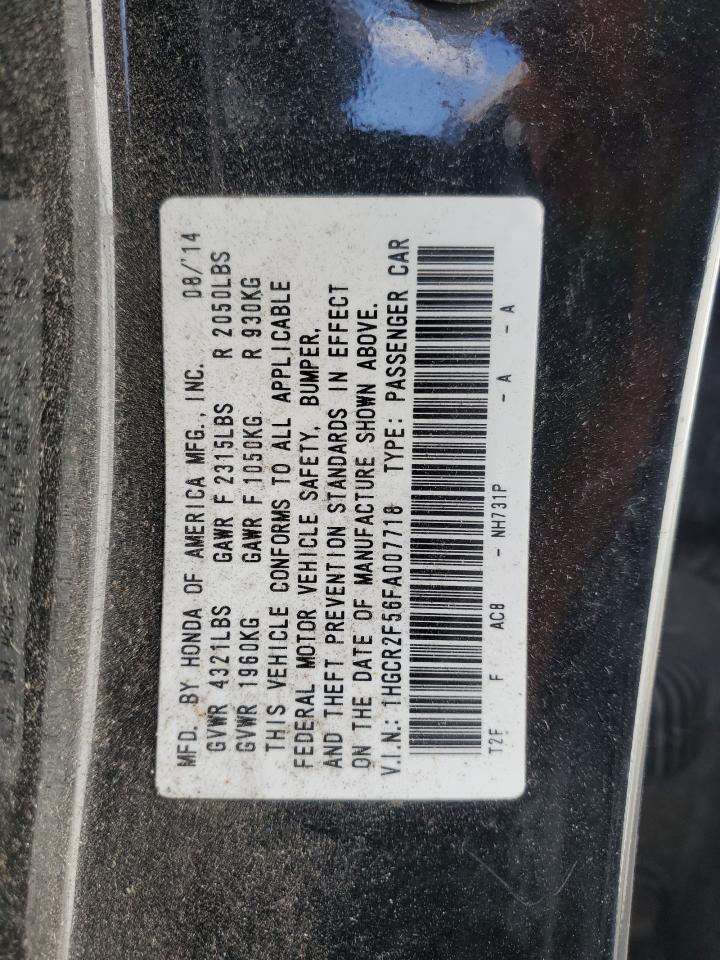 MFD. BY HONDA OF AMERICA MFG., INC. 08/'14
GVWR 4321LBS GAWR F 2315LBS R 2050LBS
GVWR 1960KG GAWR F 1050KG R 930KG
THIS VEHICLE CONFORMS TO ALL APPLICABLE
FEDERAL MOTOR VEHICLE SAFETY, BUMPER,
AND THEFT PREVENTION STANDARDS IN EFFECT
ON THE DATE OF MANUFACTURE SHOWN ABOVE.
V.I.N.: 1HGCR2F56FA007718 TYPE: PASSENGER CAR
T2F F AC8 - NH731P - A - A